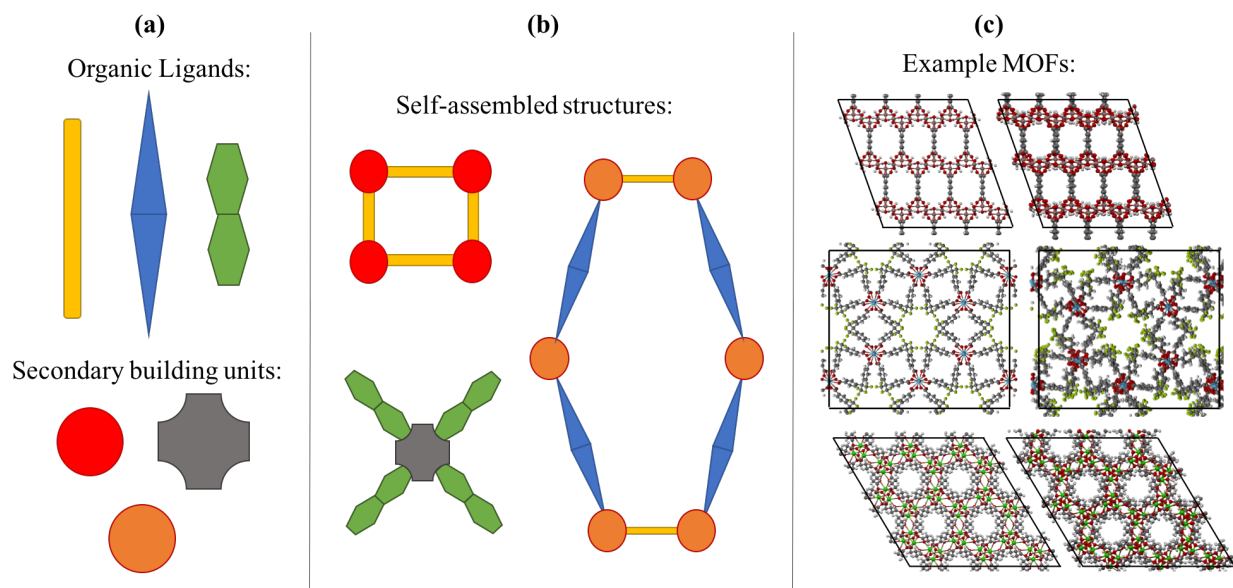 (a)
Organic Ligands:
Secondary building units:
(b)
Self-assembled structures:
(c)
Example MOFs: